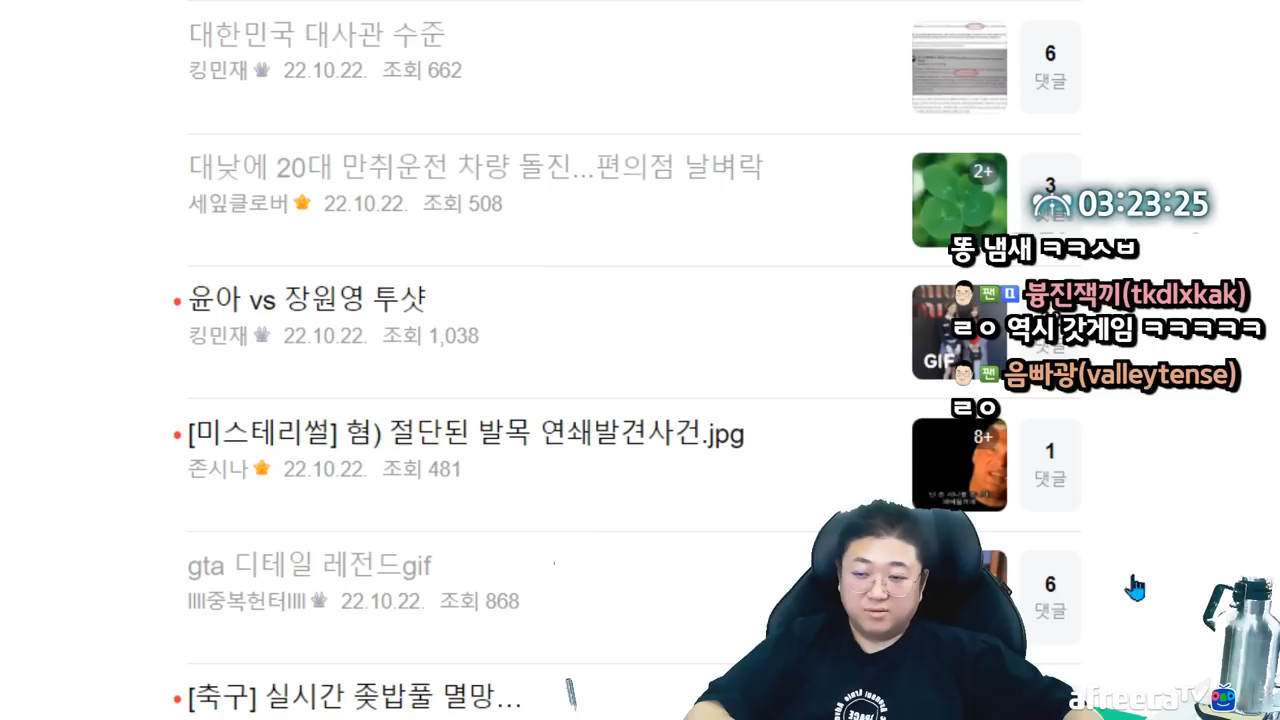 대한민국 대사관 수준
킹민재 22.10.22. 조회 662
6
댓글
대낮에 20대 만취운전 차량 돌진...편의점 날벼락
세잎클로버 22.10.22. 조회 508
2+
3
03:23:25
똥 냄새 ㅋㅋㅅㅂ
윤아 vs 장원영 투샷
킹민재 22.10.22. 조회 1,038
GIF
댓글
짼 븅진잭끼(tkdlxkak)
ㄹㅇ 역시 갓게임 ㅋㅋㅋㅋㅋ
짼 음빠광(valleytense)
ㄹㅇ
[미스테리썰] 혐) 절단된 발목 연쇄발견사건.jpg
존시나 22.10.22. 조회 481
8+
1
댓글
gta 디테일 레전드gif
llll중복헌터llll 22.10.22. 조회 868
6
댓글
[축구] 실시간 좆밥풀 멸망...
afreecaTV